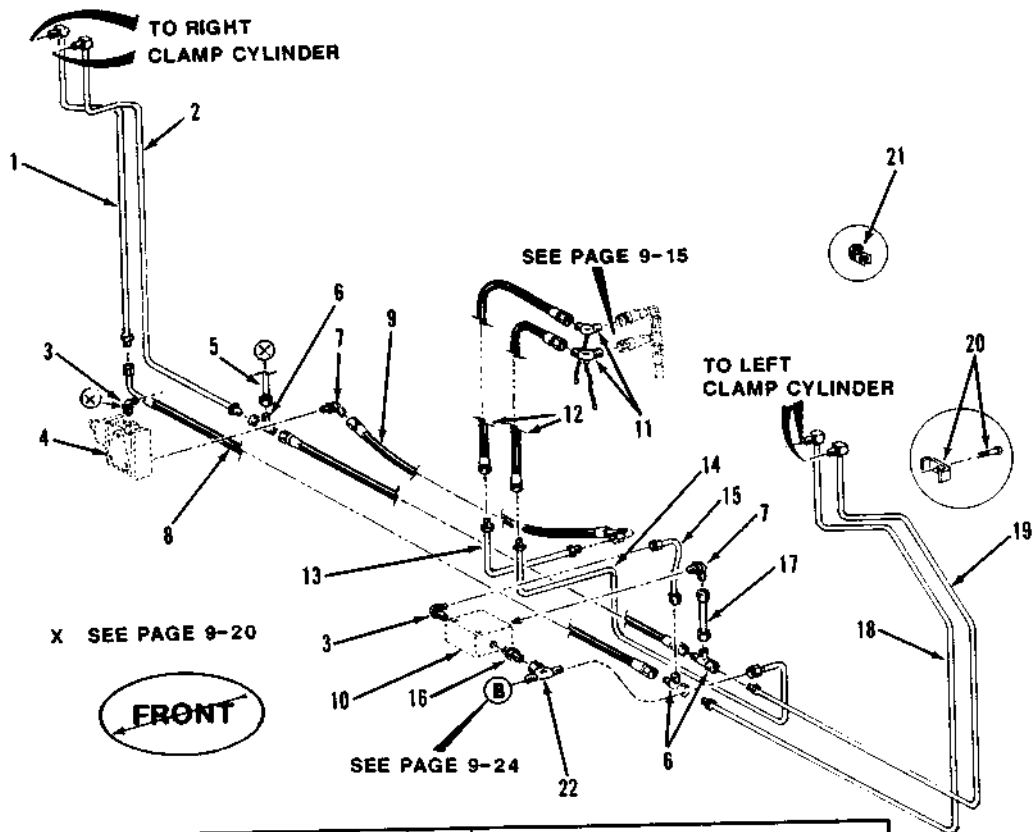 TO RIGHT
CLAMP CYLINDER
2
1
21
SEE PAGE 9-15
6
9
7
5
X
3
TO LEFT
CLAMP CYLINDER
20
X
12
11
4
14
15
8
7
19
13
17
3
18
X SEE PAGE 9-20
10
16
B
FRONT
6
SEE PAGE 9-24
22